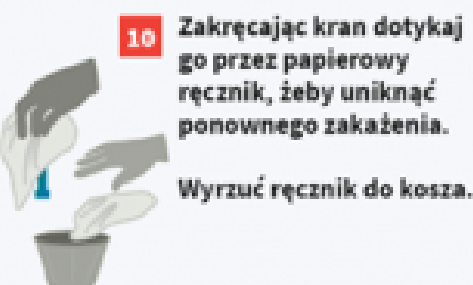 10
Zakręcając kran dotykaj
go przez papierowy
ręcznik, żeby uniknąć
ponownego zakażenia.
Wyrzuć ręcznik do kosza.